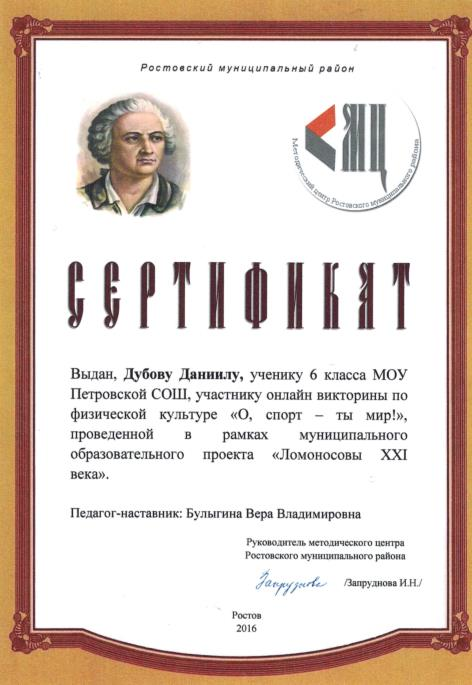 Ростовский муниципальный район
МЦ
Методический центр Ростовского муниципального района
СЕРТИФИКАТ
Выдан, Дубову Даниилу, ученику 6 класса МОУ
Петровской СОШ, участнику онлайн викторины по
физической культуре «О, спорт – ты мир!»,
проведенной в рамках муниципального
образовательного проекта «Ломоносовы XXI
века».
Педагог-наставник: Булыгина Вера Владимировна
Руководитель методического центра
Ростовского муниципального района
Запруднова /Запруднова И.Н./
Ростов
2016